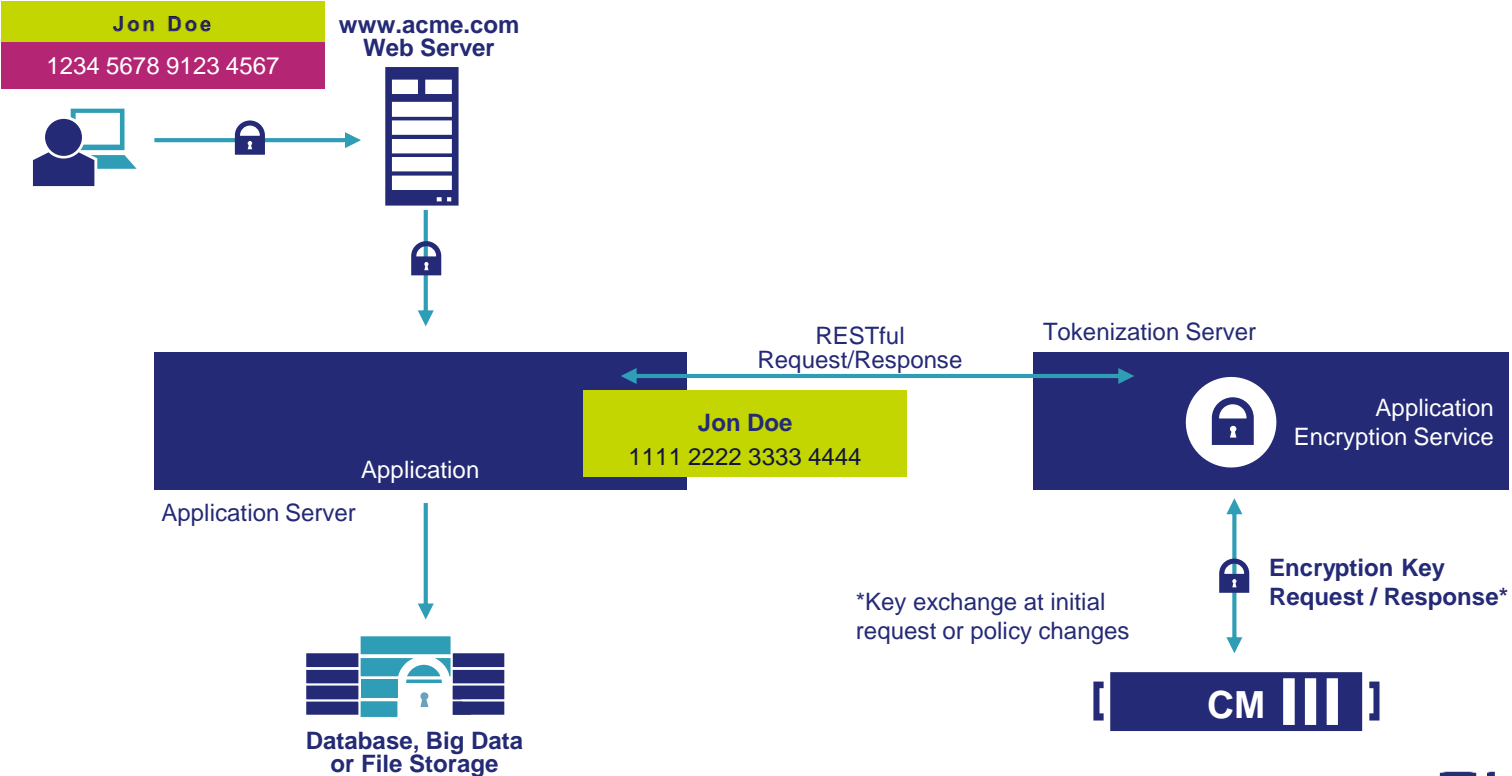 Jon Doe
1234 5678 9123 4567
www.acme.com
Web Server
RESTful
Request/Response
Tokenization Server
Jon Doe
1111 2222 3333 4444
Application
Application
Encryption Service
Application Server
*Key exchange at initial
request or policy changes
Encryption Key
Request / Response*
CM
Database, Big Data
or File Storage